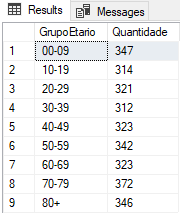 Results Messages
GrupoEtario Quantidade
1 00-09 347
2 10-19 314
3 20-29 321
4 30-39 312
5 40-49 323
6 50-59 342
7 60-69 323
8 70-79 372
9 80+ 346